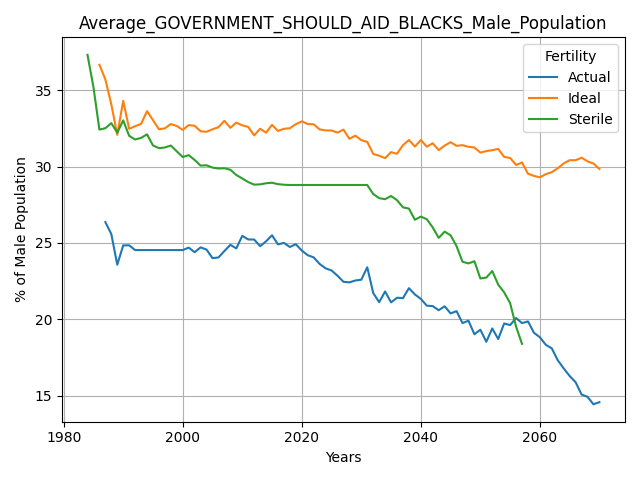 Average_GOVERNMENT_SHOULD_AID_BLACKS_Male_Population
Fertility
Actual
Ideal
Sterile
% of Male Population
35
30
25
20
15
1980
2000
2020
2040
2060
Years